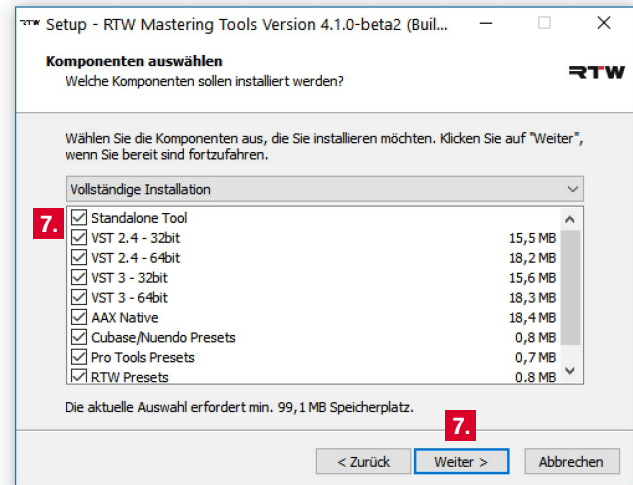 RTW Setup - RTW Mastering Tools Version 4.1.0-beta2 (Buil...
Komponenten auswählen
Welche Komponenten sollen installiert werden?
RTW
Wählen Sie die Komponenten aus, die Sie installieren möchten. Klicken Sie auf "Weiter",
wenn Sie bereit sind fortzufahren.
Vollständige Installation
7.
Standalone Tool
VST 2.4 - 32bit 15,5 MB
VST 2.4 - 64bit 18,2 MB
VST 3 - 32bit 15,6 MB
VST 3 - 64bit 18,3 MB
AAX Native 18,4 MB
Cubase/Nuendo Presets 0,8 MB
Pro Tools Presets 0,7 MB
RTW Presets 0.8 MB
Die aktuelle Auswahl erfordert min. 99,1 MB Speicherplatz.
7.
< Zurück Weiter > Abbrechen